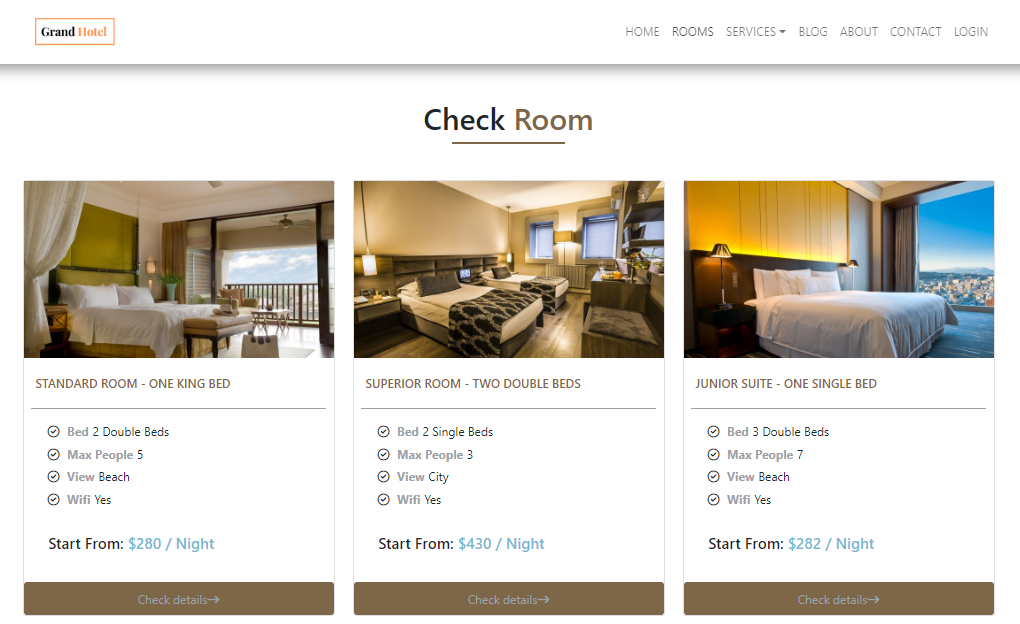 Grand Hotel
HOME ROOMS SERVICES BLOG ABOUT CONTACT LOGIN
Check Room
STANDARD ROOM - ONE KING BED
Bed 2 Double Beds
Max People 5
View Beach
Wifi Yes
Start From: $280 / Night
Check details→
SUPERIOR ROOM - TWO DOUBLE BEDS
Bed 2 Single Beds
Max People 3
View City
Wifi Yes
Start From: $430 / Night
Check details→
JUNIOR SUITE - ONE SINGLE BED
Bed 3 Double Beds
Max People 7
View Beach
Wifi Yes
Start From: $282 / Night
Check details→